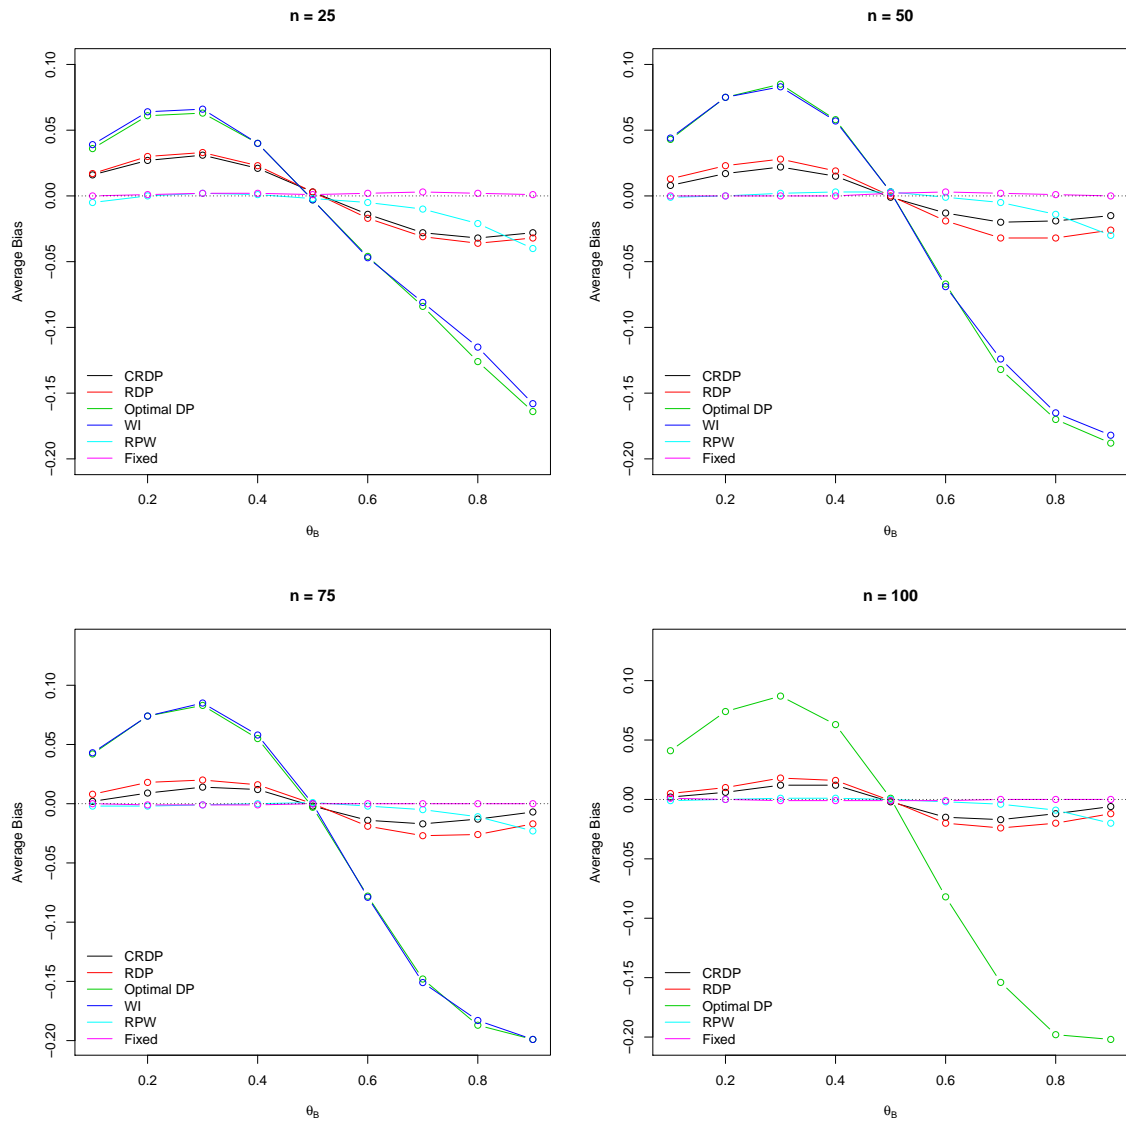 n = 25
Average Bias
0.10
0.05
0.00
−0.05
−0.10
−0.15
−0.20
CRDP
RDP
Optimal DP
WI
RPW
Fixed
0.2 0.4 0.6 0.8
θB
n = 50
Average Bias
0.10
0.05
0.00
−0.05
−0.10
−0.15
−0.20
CRDP
RDP
Optimal DP
WI
RPW
Fixed
0.2 0.4 0.6 0.8
θB
n = 75
Average Bias
0.10
0.05
0.00
−0.05
−0.10
−0.15
−0.20
CRDP
RDP
Optimal DP
WI
RPW
Fixed
0.2 0.4 0.6 0.8
θB
n = 100
Average Bias
0.10
0.05
0.00
−0.05
−0.10
−0.15
−0.20
CRDP
RDP
Optimal DP
RPW
Fixed
0.2 0.4 0.6 0.8
θB